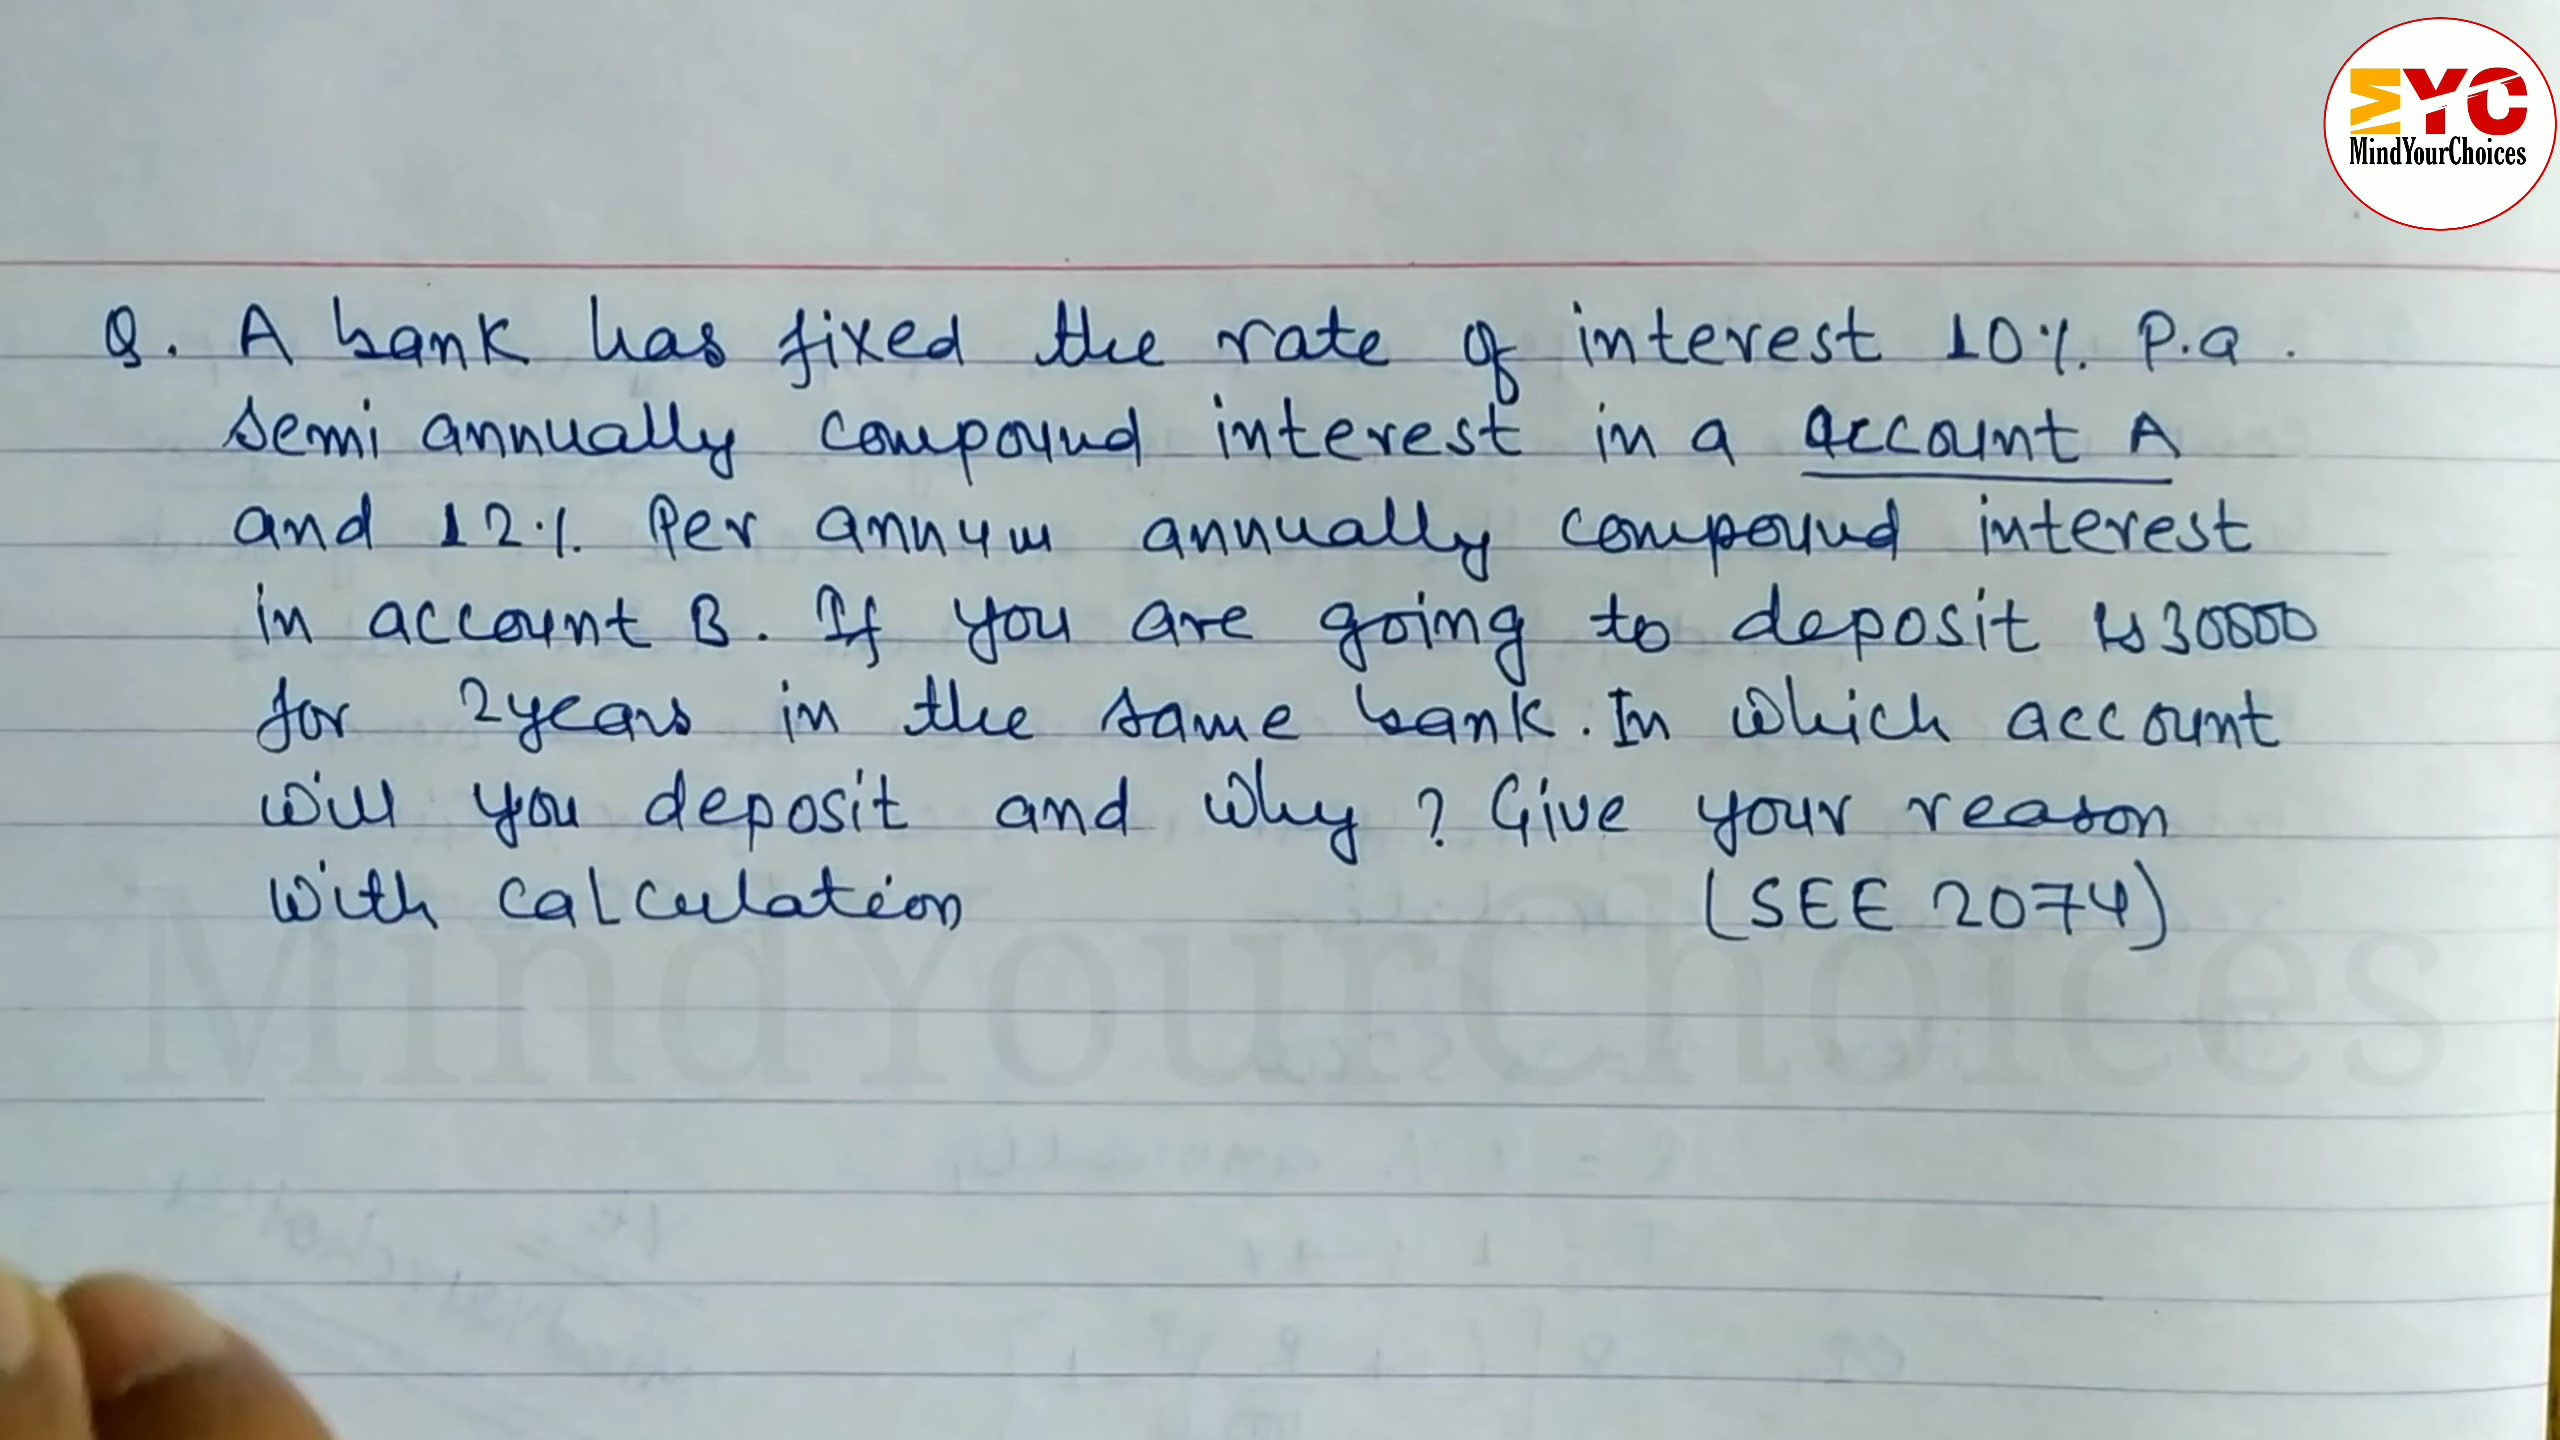 MYC
MindYourChoices
Q. A bank has fixed the rate of interest 10%. P.a.
semi annually compound interest in a account A
and 12%. Per annum annually compound interest
in account B. If you are going to deposit Rs 30000
for 2years in the same bank. In which account
will you deposit and why? Give your reason
with calculation (SEE 2074)
MindYourChoices